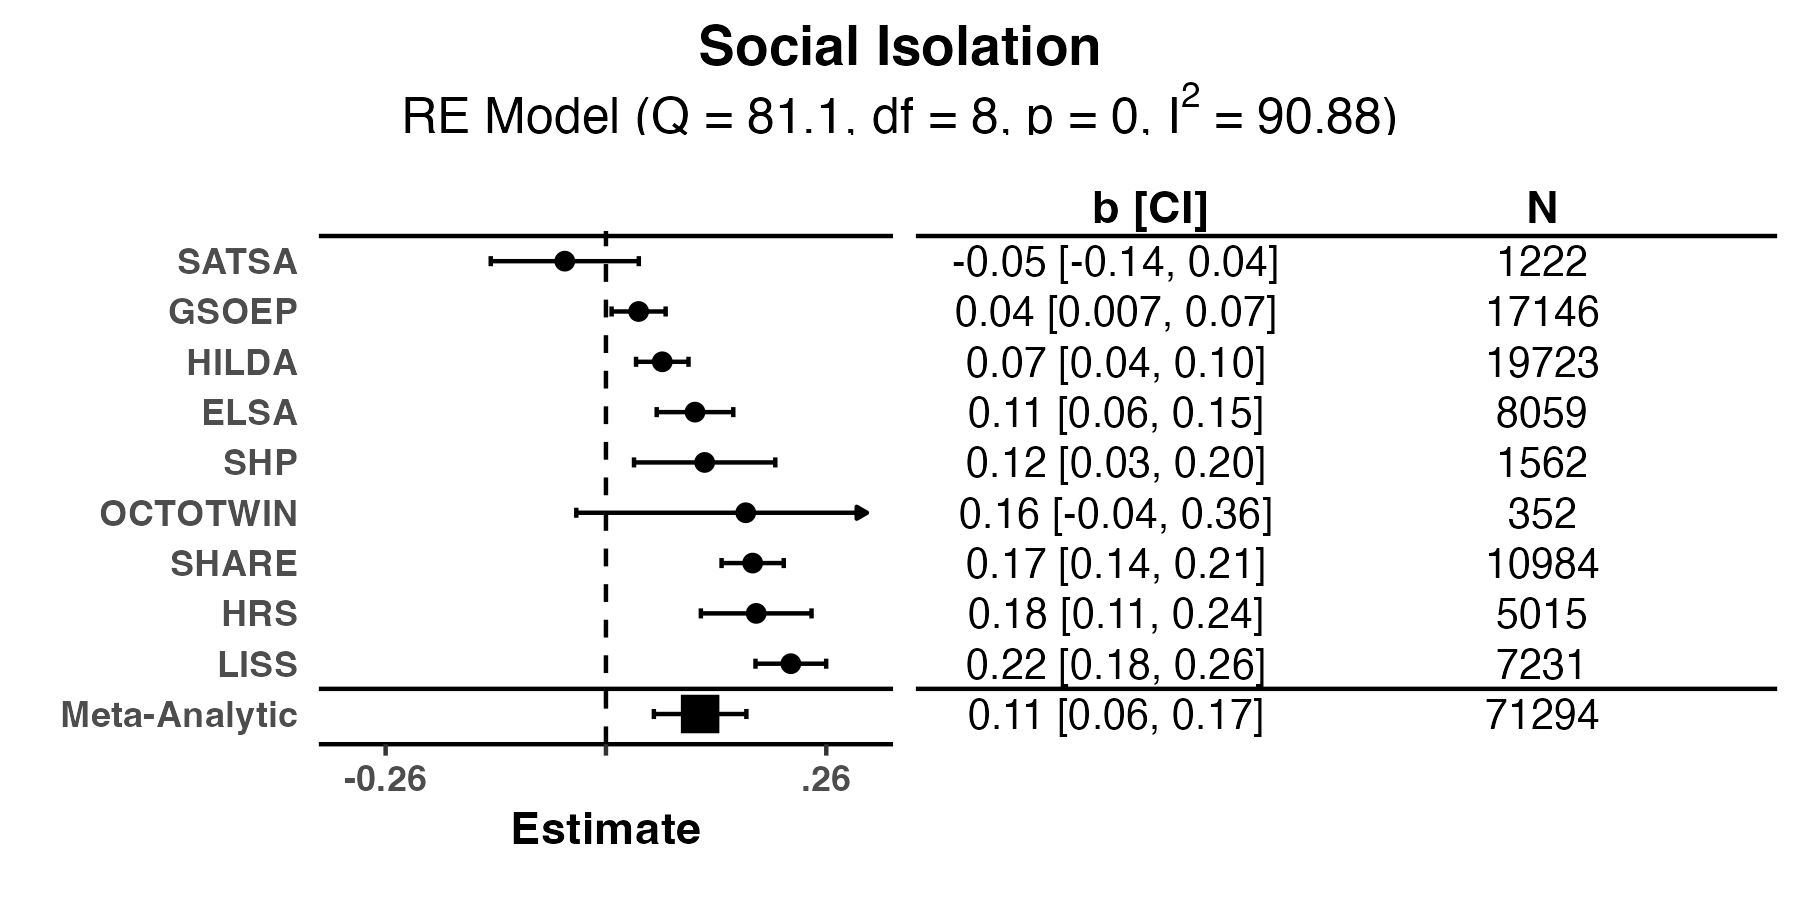 Social Isolation
RE Model (Q = 81.1, df = 8, p = 0, I² = 90.88)
b [CI] N
SATSA -0.05 [-0.14, 0.04] 1222
GSOEP 0.04 [0.007, 0.07] 17146
HILDA 0.07 [0.04, 0.10] 19723
ELSA 0.11 [0.06, 0.15] 8059
SHP 0.12 [0.03, 0.20] 1562
OCTOTWIN 0.16 [-0.04, 0.36] 352
SHARE 0.17 [0.14, 0.21] 10984
HRS 0.18 [0.11, 0.24] 5015
LISS 0.22 [0.18, 0.26] 7231
Meta-Analytic 0.11 [0.06, 0.17] 71294
-0.26 .26
Estimate